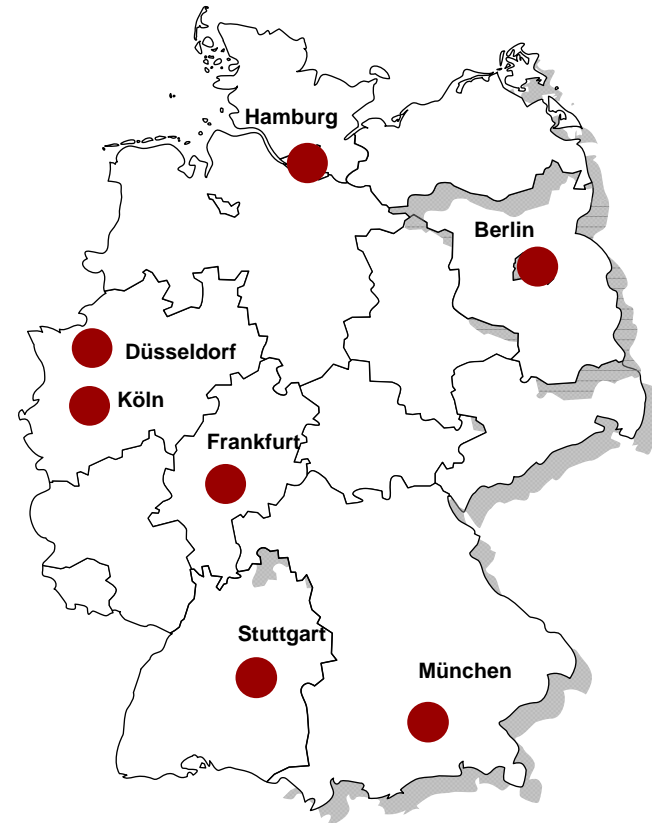 Hamburg
Berlin
Düsseldorf
Köln
Frankfurt
Stuttgart
München